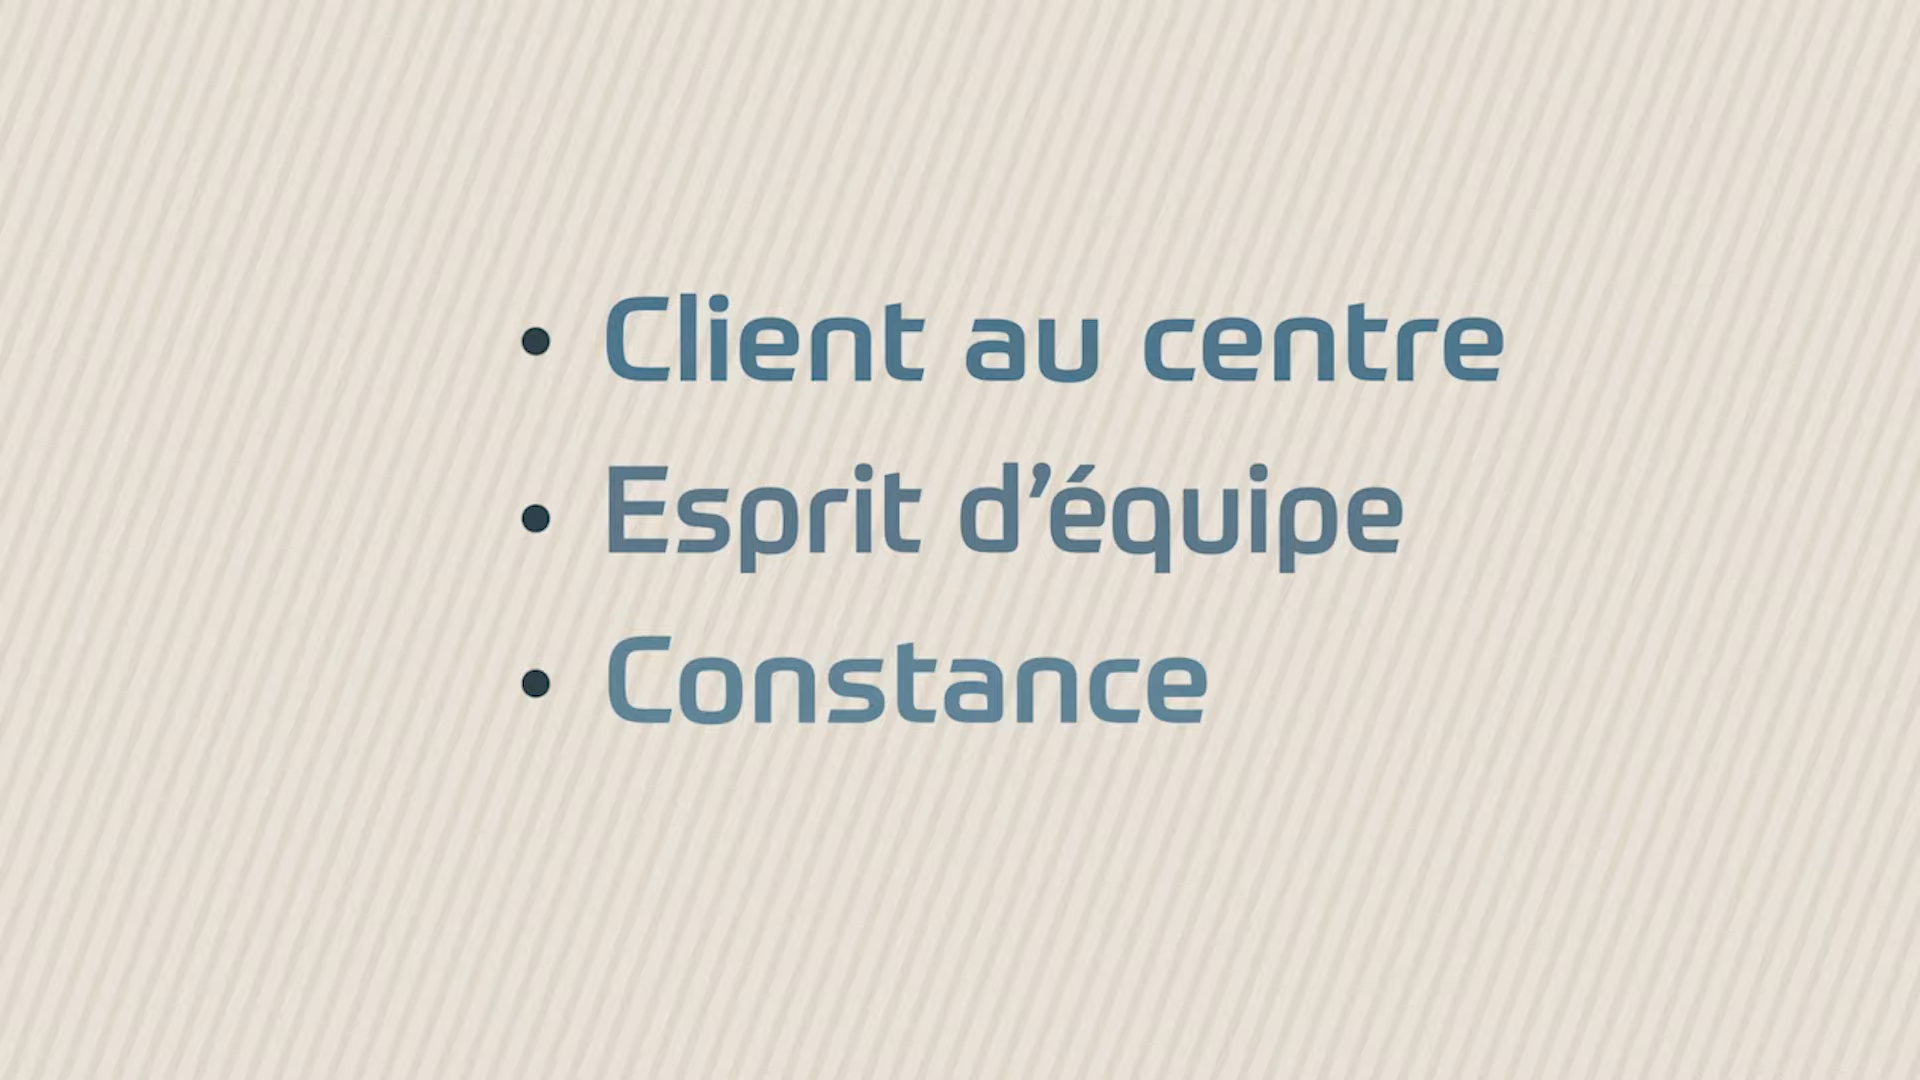 • Client au centre
• Esprit d’équipe
• Constance